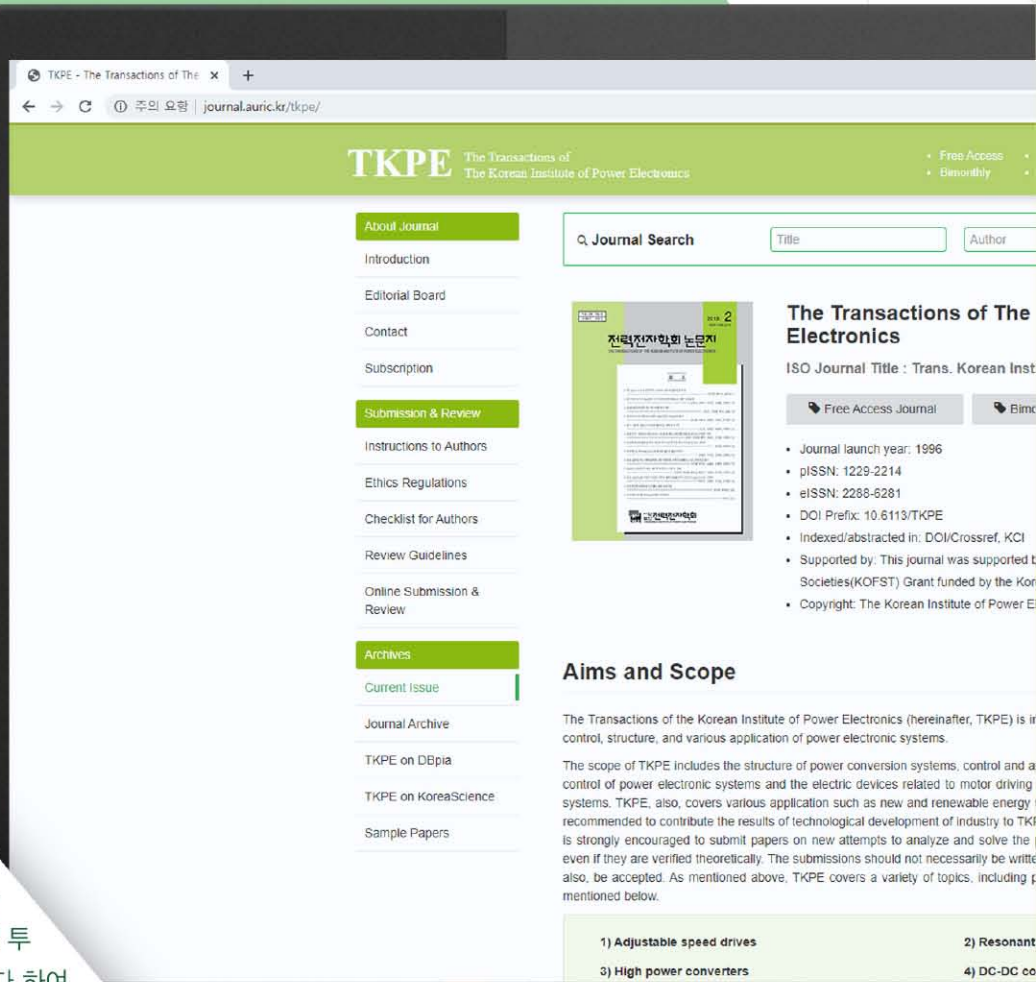 TKPE - The Transactions of The
주의 요함 | journal.auric.kr/tkpe/
TKPE The Transactions of
The Korean Institute of Power Electronics
• Free Access •
• Bimonthly •
About Journal
Introduction
Editorial Board
Contact
Subscription
Submission & Review
Instructions to Authors
Ethics Regulations
Checklist for Authors
Review Guidelines
Online Submission &
Review
Archives
Current Issue
Journal Archive
TKPE on DBpia
TKPE on KoreaScience
Sample Papers
Journal Search
Title
Author
2
전력전자학회 논문지
전력전자학회
The Transactions of The
Electronics
ISO Journal Title : Trans. Korean Inst.
Free Access Journal
• Journal launch year: 1996
• pISSN: 1229-2214
• eISSN: 2288-6281
• DOI Prefix: 10.6113/TKPE
• Indexed/abstracted in: DOI/Crossref, KCI
• Supported by: This journal was supported
Societies(KOFST) Grant funded by the
• Copyright: The Korean Institute of Power
Aims and Scope
The Transactions of the Korean Institute of Power Electronics (hereinafter, TKPE) is
control, structure, and various application of power electronic systems.
The scope of TKPE includes the structure of power conversion systems, control and
control of power electronic systems and the electric devices related to motor driving
systems. TKPE, also, covers various application such as new and renewable energy
recommended to contribute the results of technological development of industry to
is strongly encouraged to submit papers on new attempts to analyze and solve the
even if they are verified theoretically. The submissions should not necessarily be
also, be accepted. As mentioned above, TKPE covers a variety of topics, including
mentioned below.
1) Adjustable speed drives
2) Resonant
3) High power converters
4) DC-DC
투
하여